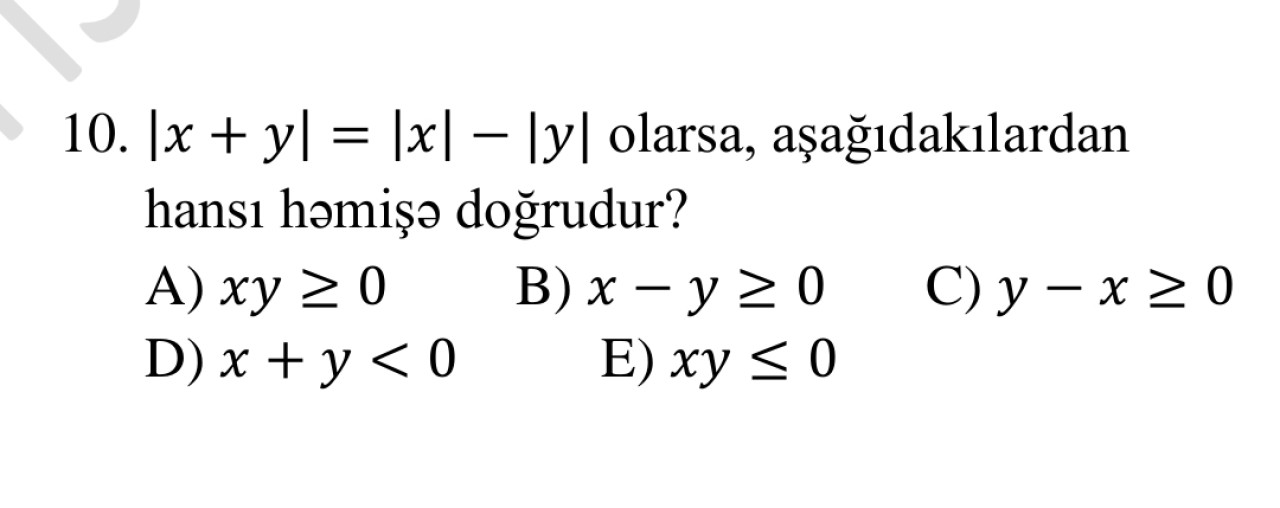 10. |x + y| = |x| − |y| olarsa, aşağıdakılardan
hansı həmişə doğrudur?
A) xy ≥ 0 B) x − y ≥ 0 C) y − x ≥ 0
D) x + y < 0 E) xy ≤ 0